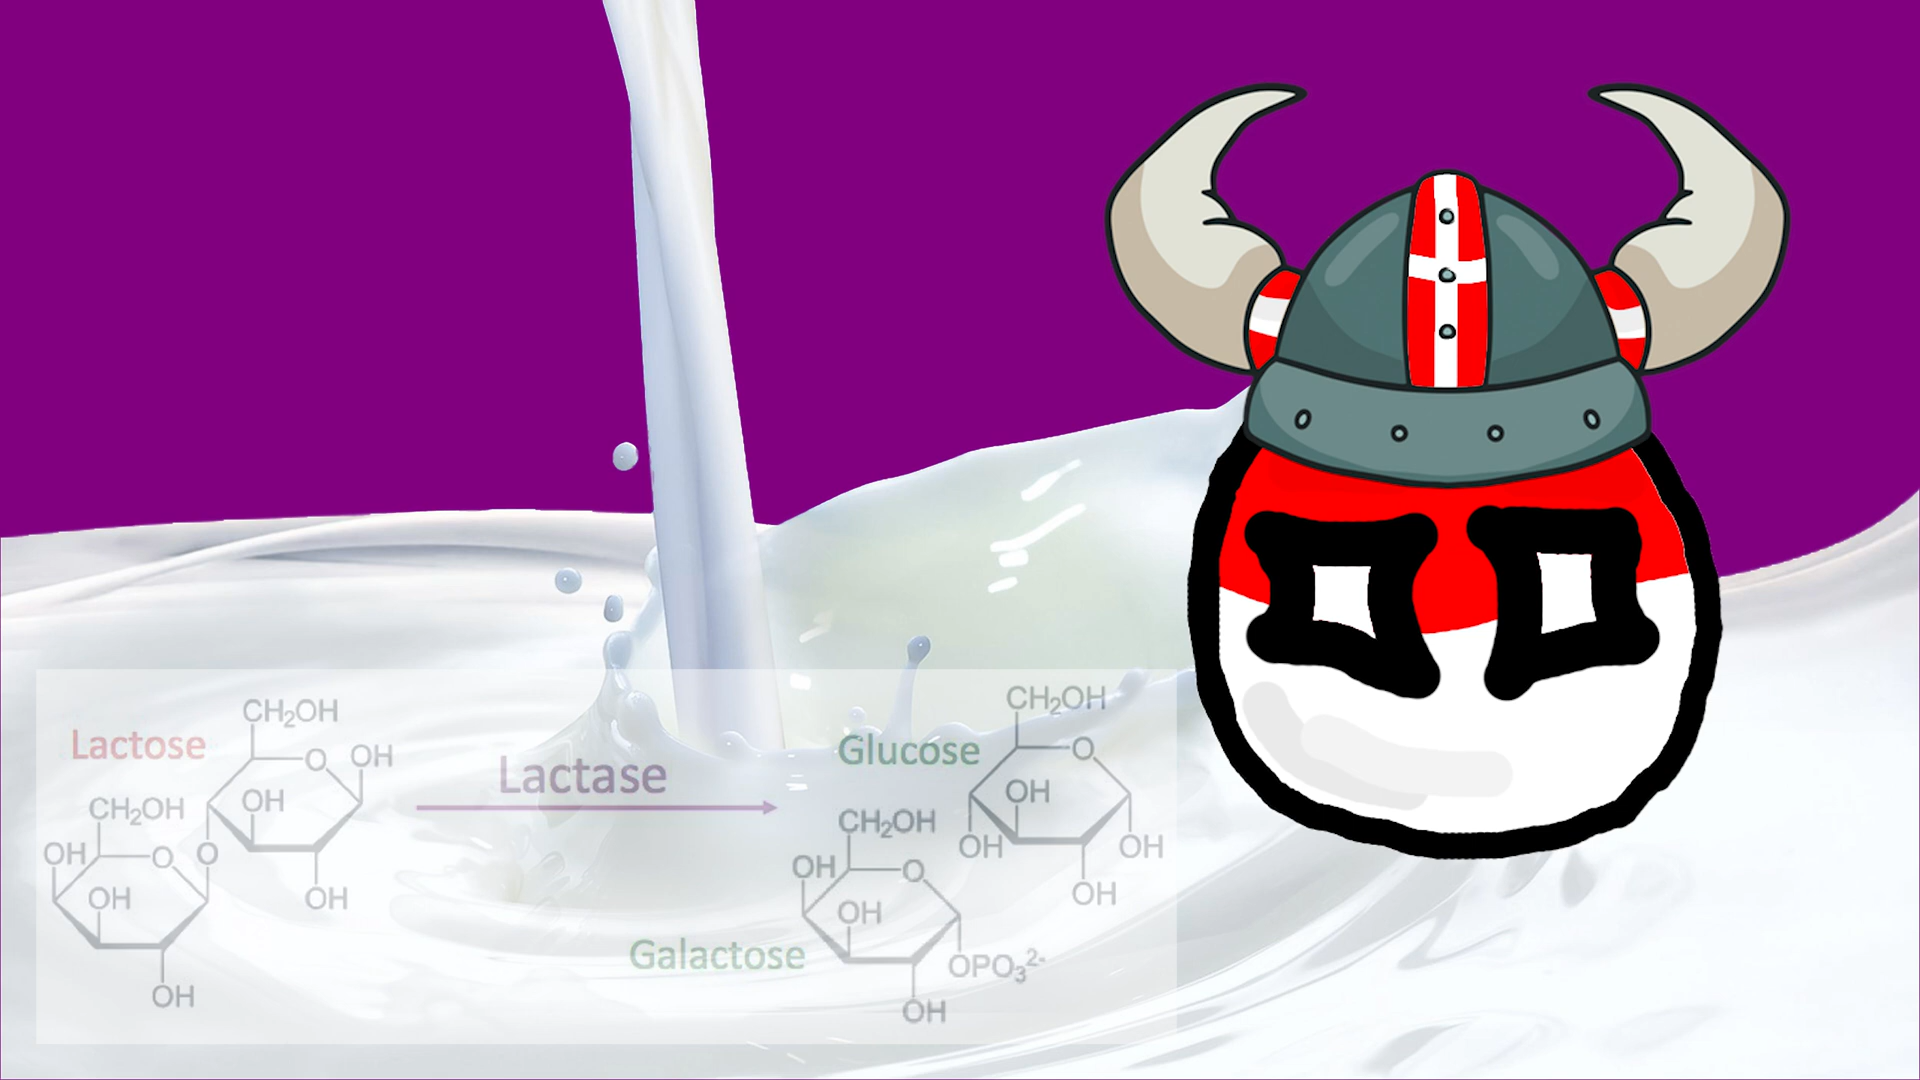 Lactose
CH₂OH
O
OH
OH
OH
CH₂OH
OH
O
O
OH
OH
Lactase
Glucose
CH₂OH
O
OH
OH
OH
OH
Galactose
CH₂OH
OH
O
OH
OPO₃²⁻
OH